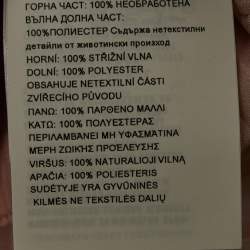 ГОРНА ЧАСТ: 100% НЕОБРАБОТЕНА
ВЪЛНА ДОЛНА ЧАСТ:
100%ПОЛИЕСТЕР Съдържа нетекстилни
детайли от животински произход
HORNÍ: 100% STŘIŽNÍ VLNA
DOLNÍ: 100% POLYESTER
OBSAHUJE NETEXTILNÍ ČÁSTI
ZVÍŘECÍHO PŮVODU
ΠΑΝΩ: 100% ΠΑΡΘΕΝΟ ΜΑΛΛΙ
ΚΑΤΩ: 100% ΠΟΛΥΕΣΤΕΡΑΣ
ΠΕΡΙΛΑΜΒΑΝΕΙ ΜΗ ΥΦΑΣΜΑΤΙΝΑ
ΜΕΡΗ ΖΩΙΚΗΣ ΠΡΟΕΛΕΥΣΗΣ
VIRŠUS: 100% NATURALIOJI VILNĄ
APAČIA: 100% POLIESTERIS
SUDĖTYJE YRA GYVŪNINĖS
KILMĖS NE TEKSTILĖS DALIŲ